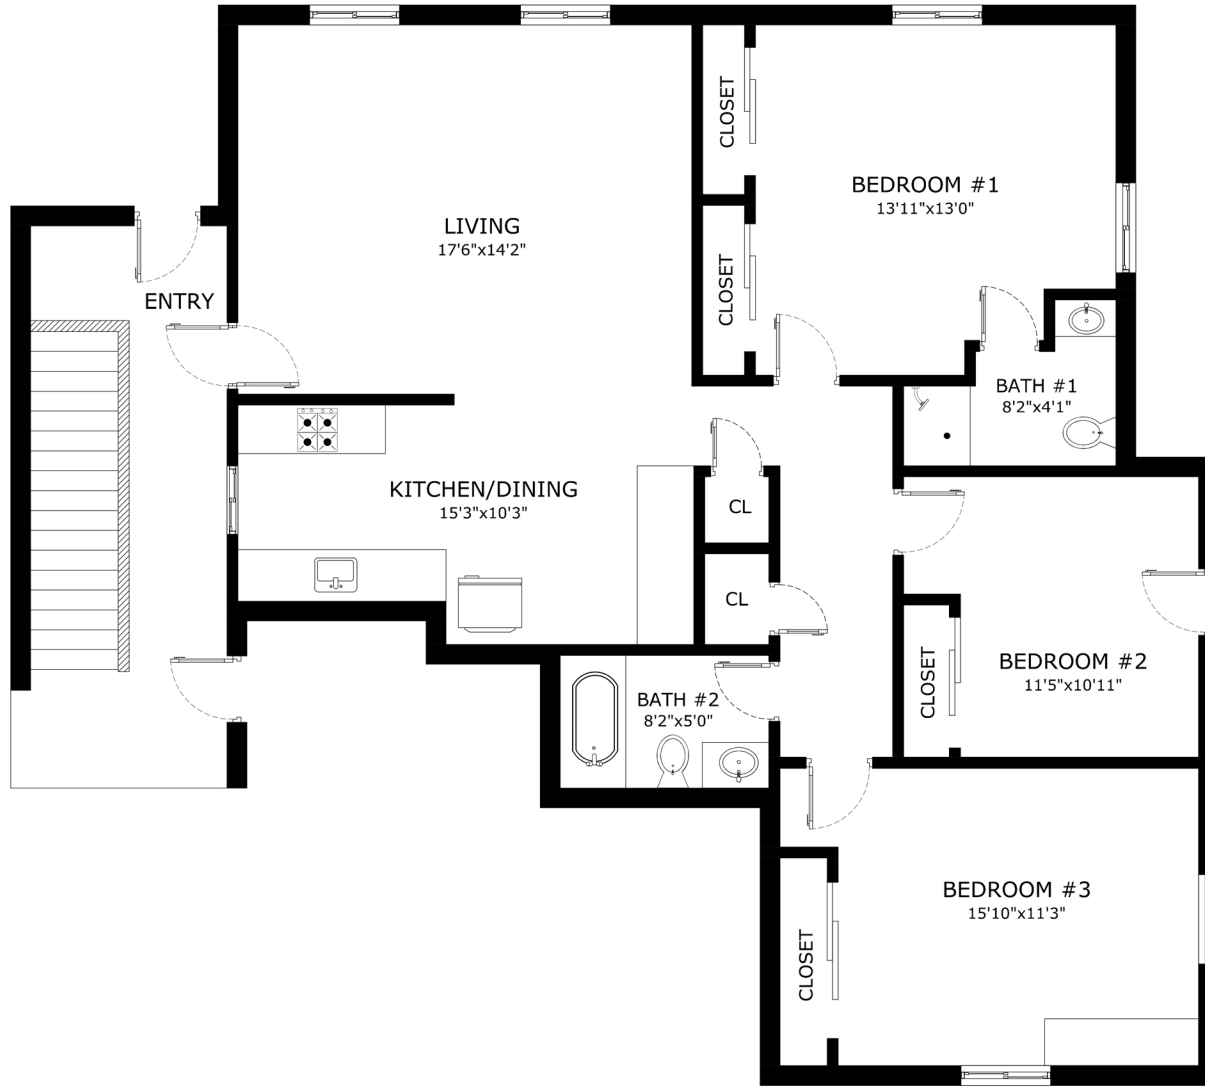 CLOSET
BEDROOM #1
13'11"x13'0"
LIVING
17'6"x14'2"
CLOSET
ENTRY
BATH #1
8'2"x4'1"
KITCHEN/DINING
15'3"x10'3"
CL
CL
CLOSET
BEDROOM #2
11'5"x10'11"
BATH #2
8'2"x5'0"
BEDROOM #3
15'10"x11'3"
CLOSET